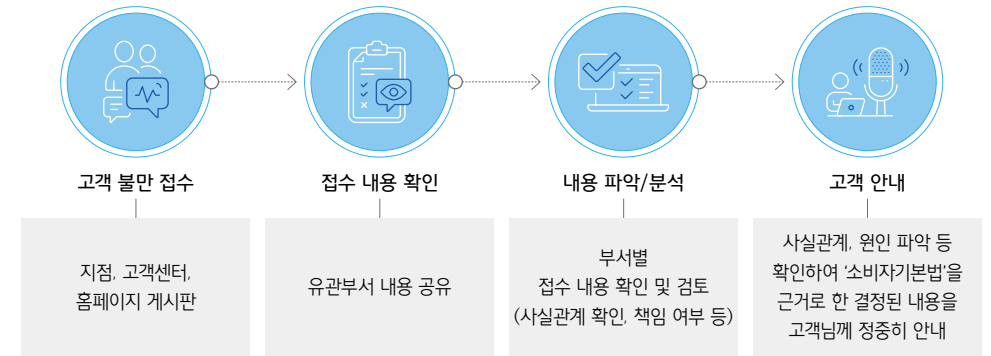 고객 불만 접수
접수 내용 확인
내용 파악/분석
고객 안내
지점, 고객센터,
홈페이지 게시판
유관부서 내용 공유
부서별
접수 내용 확인 및 검토
(사실관계 확인, 책임 여부 등)
사실관계, 원인 파악 등
확인하여 ‘소비자기본법’을
근거로 한 결정된 내용을
고객님께 정중히 안내